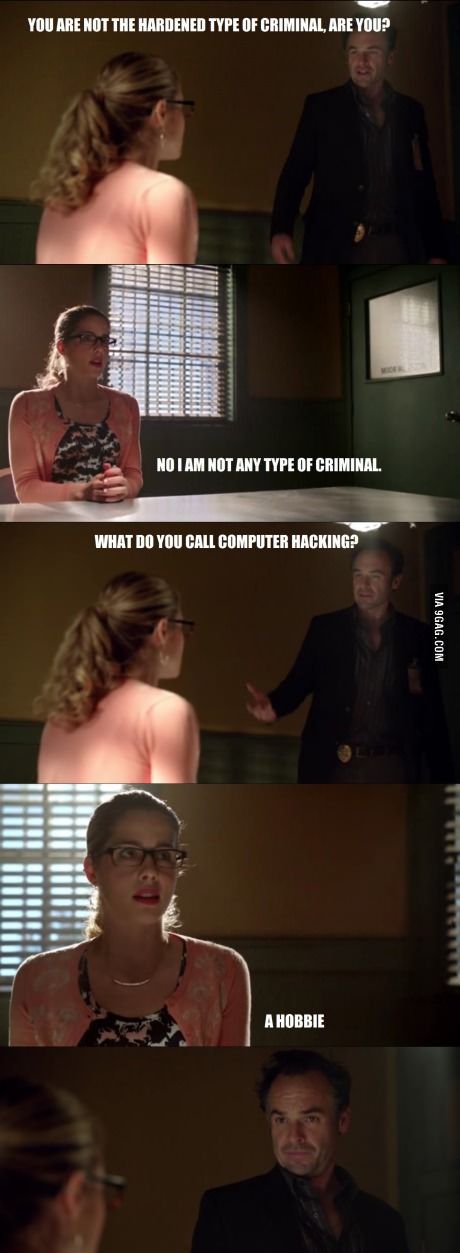 YOU ARE NOT THE HARDENED TYPE OF CRIMINAL, ARE YOU?
NO I AM NOT ANY TYPE OF CRIMINAL.
WHAT DO YOU CALL COMPUTER HACKING?
VIA 9GAG.COM
A HOBBIE